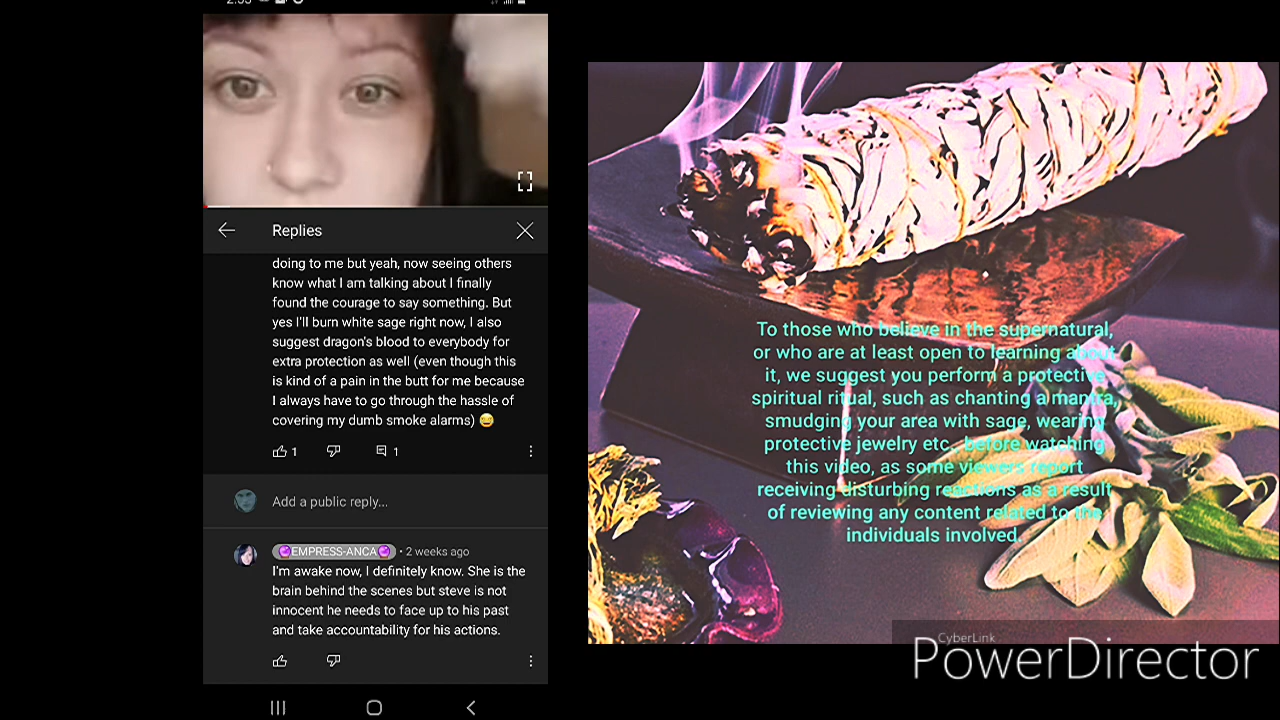 Replies
doing to me but yeah, now seeing others
know what I am talking about I finally
found the courage to say something. But
yes I'll burn white sage right now, I also
suggest dragon's blood to everybody for
extra protection as well (even though this
is kind of a pain in the butt for me because
I always have to go through the hassle of
covering my dumb smoke alarms) 😅
1 1
Add a public reply...
🔮EMPRESS-ANCA🔮 • 2 weeks ago
I'm awake now, I definitely know. She is the
brain behind the scenes but steve is not
innocent he needs to face up to his past
and take accountability for his actions.
To those who believe in the supernatural,
or who are at least open to learning about
it, we suggest you perform a protective
spiritual ritual, such as chanting a mantra,
smudging your area with sage, wearing
protective jewelry etc., before watching
this video, as some viewers report
receiving disturbing reactions as a result
of reviewing any content related to the
individuals involved.
CyberLink
PowerDirector